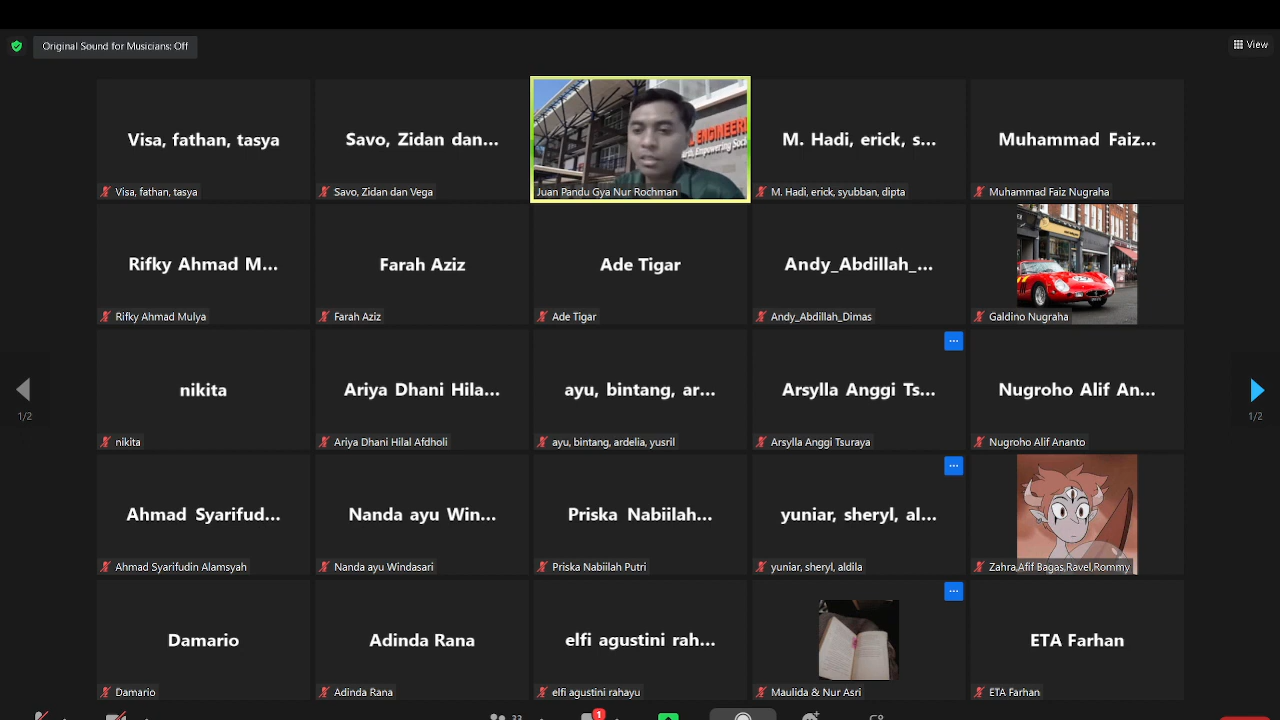 Original Sound for Musicians: Off
View
Visa, fathan, tasya
Visa, fathan, tasya
Savo, Zidan dan...
Savo, Zidan dan Vega
ENGINEERI
Empowering Soc
Juan Pandu Gya Nur Rochman
M. Hadi, erick, s...
M. Hadi, erick, syubban, dipta
Muhammad Faiz...
Muhammad Faiz Nugraha
Rifky Ahmad M...
Rifky Ahmad Mulya
Farah Aziz
Farah Aziz
Ade Tigar
Ade Tigar
Andy_Abdillah_...
Andy_Abdillah_Dimas
Galdino Nugraha
nikita
nikita
Ariya Dhani Hila...
Ariya Dhani Hilal Afdholi
ayu, bintang, ar...
ayu, bintang, ardelia, yusril
Arsylla Anggi Ts...
Arsylla Anggi Tsuraya
Nugroho Alif An...
Nugroho Alif Ananto
1/2
1/2
Ahmad Syarifud...
Ahmad Syarifudin Alamsyah
Nanda ayu Win...
Nanda ayu Windasari
Priska Nabiilah...
Priska Nabiilah Putri
yuniar, sheryl, al...
yuniar, sheryl, aldila
Zahra,Afif Bagas,Ravel,Rommy
Damario
Damario
Adinda Rana
Adinda Rana
elfi agustini rah...
elfi agustini rahayu
Maulida & Nur Asri
ETA Farhan
ETA Farhan
33
1